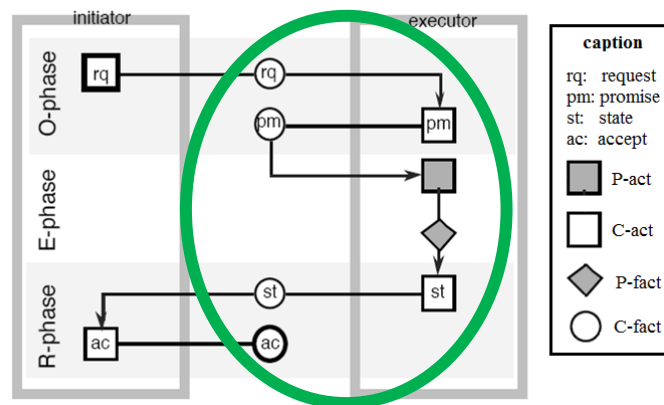 initiator
executor
O-phase
rq
rq
pm
pm
E-phase
R-phase
st
st
ac
ac
caption
rq: request
pm: promise
st: state
ac: accept
P-act
C-act
P-fact
C-fact